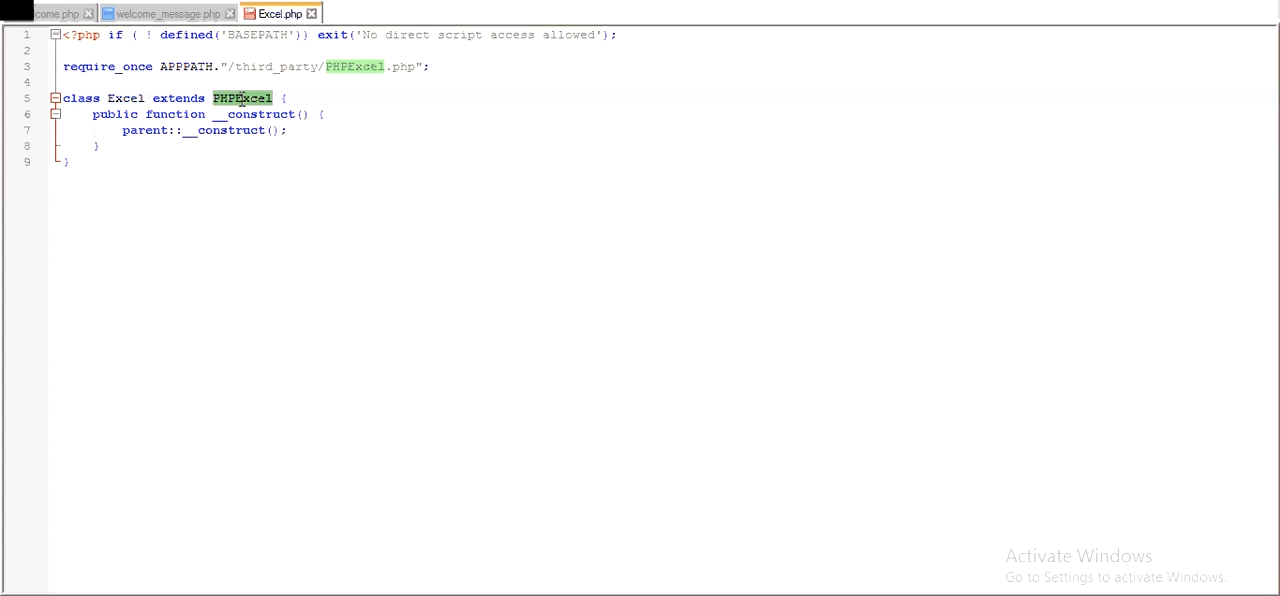 come.php welcome_message.php Excel.php
1 <?php if ( ! defined('BASEPATH')) exit('No direct script access allowed');
2
3 require_once APPPATH."/third_party/PHPExcel.php";
4
5 class Excel extends PHPExcel {
6 public function __construct() {
7 parent::__construct();
8 }
9 }
Activate Windows
Go to Settings to activate Windows.